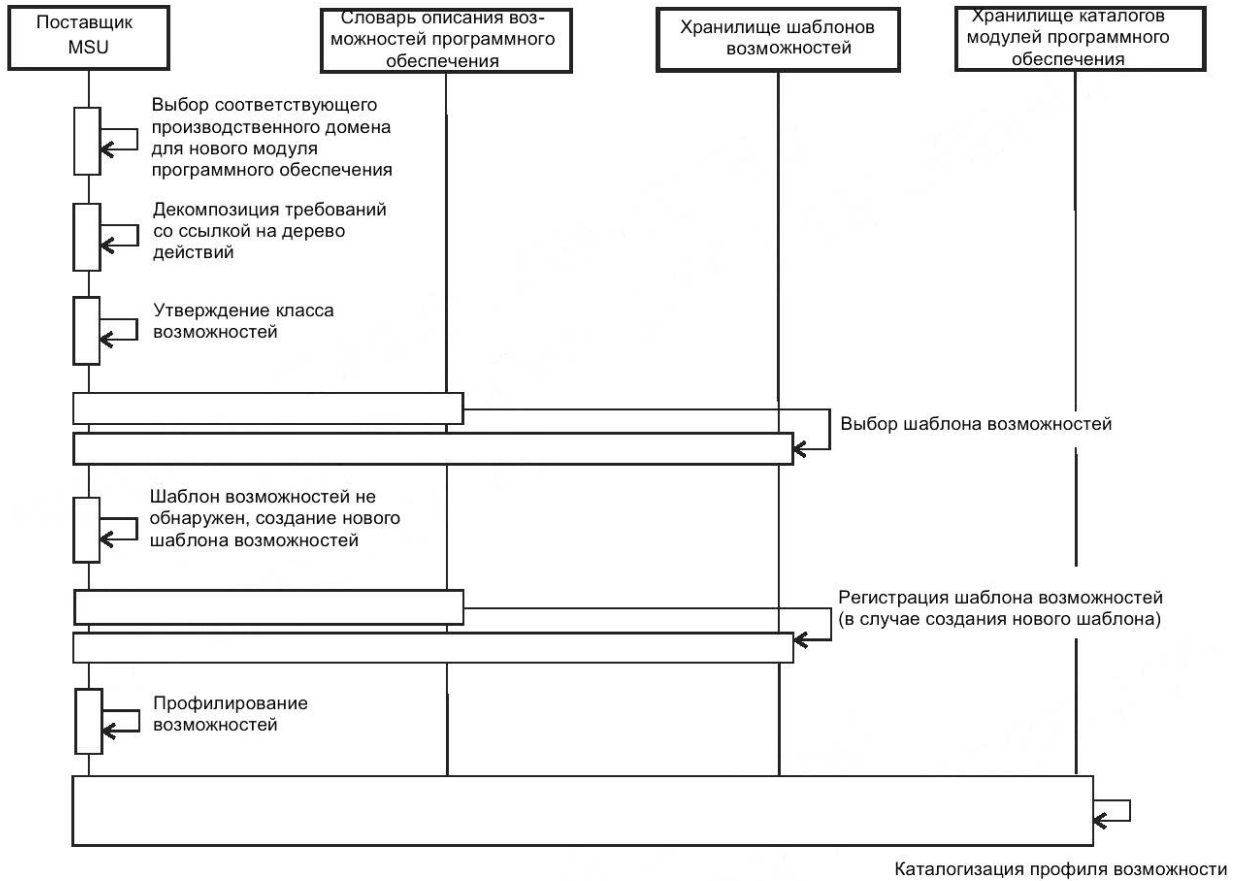 Поставщик
MSU
Словарь описания воз-
можностей программного
обеспечения
Хранилище шаблонов
возможностей
Хранилище каталогов
модулей программного
обеспечения
Выбор соответствующего
производственного домена
для нового модуля
программного обеспечения
Декомпозиция требований
со ссылкой на дерево
действий
Утверждение класса
возможностей
Выбор шаблона возможностей
Шаблон возможностей не
обнаружен, создание нового
шаблона возможностей
Регистрация шаблона возможностей
(в случае создания нового шаблона)
Профилирование
возможностей
Каталогизация профиля возможности